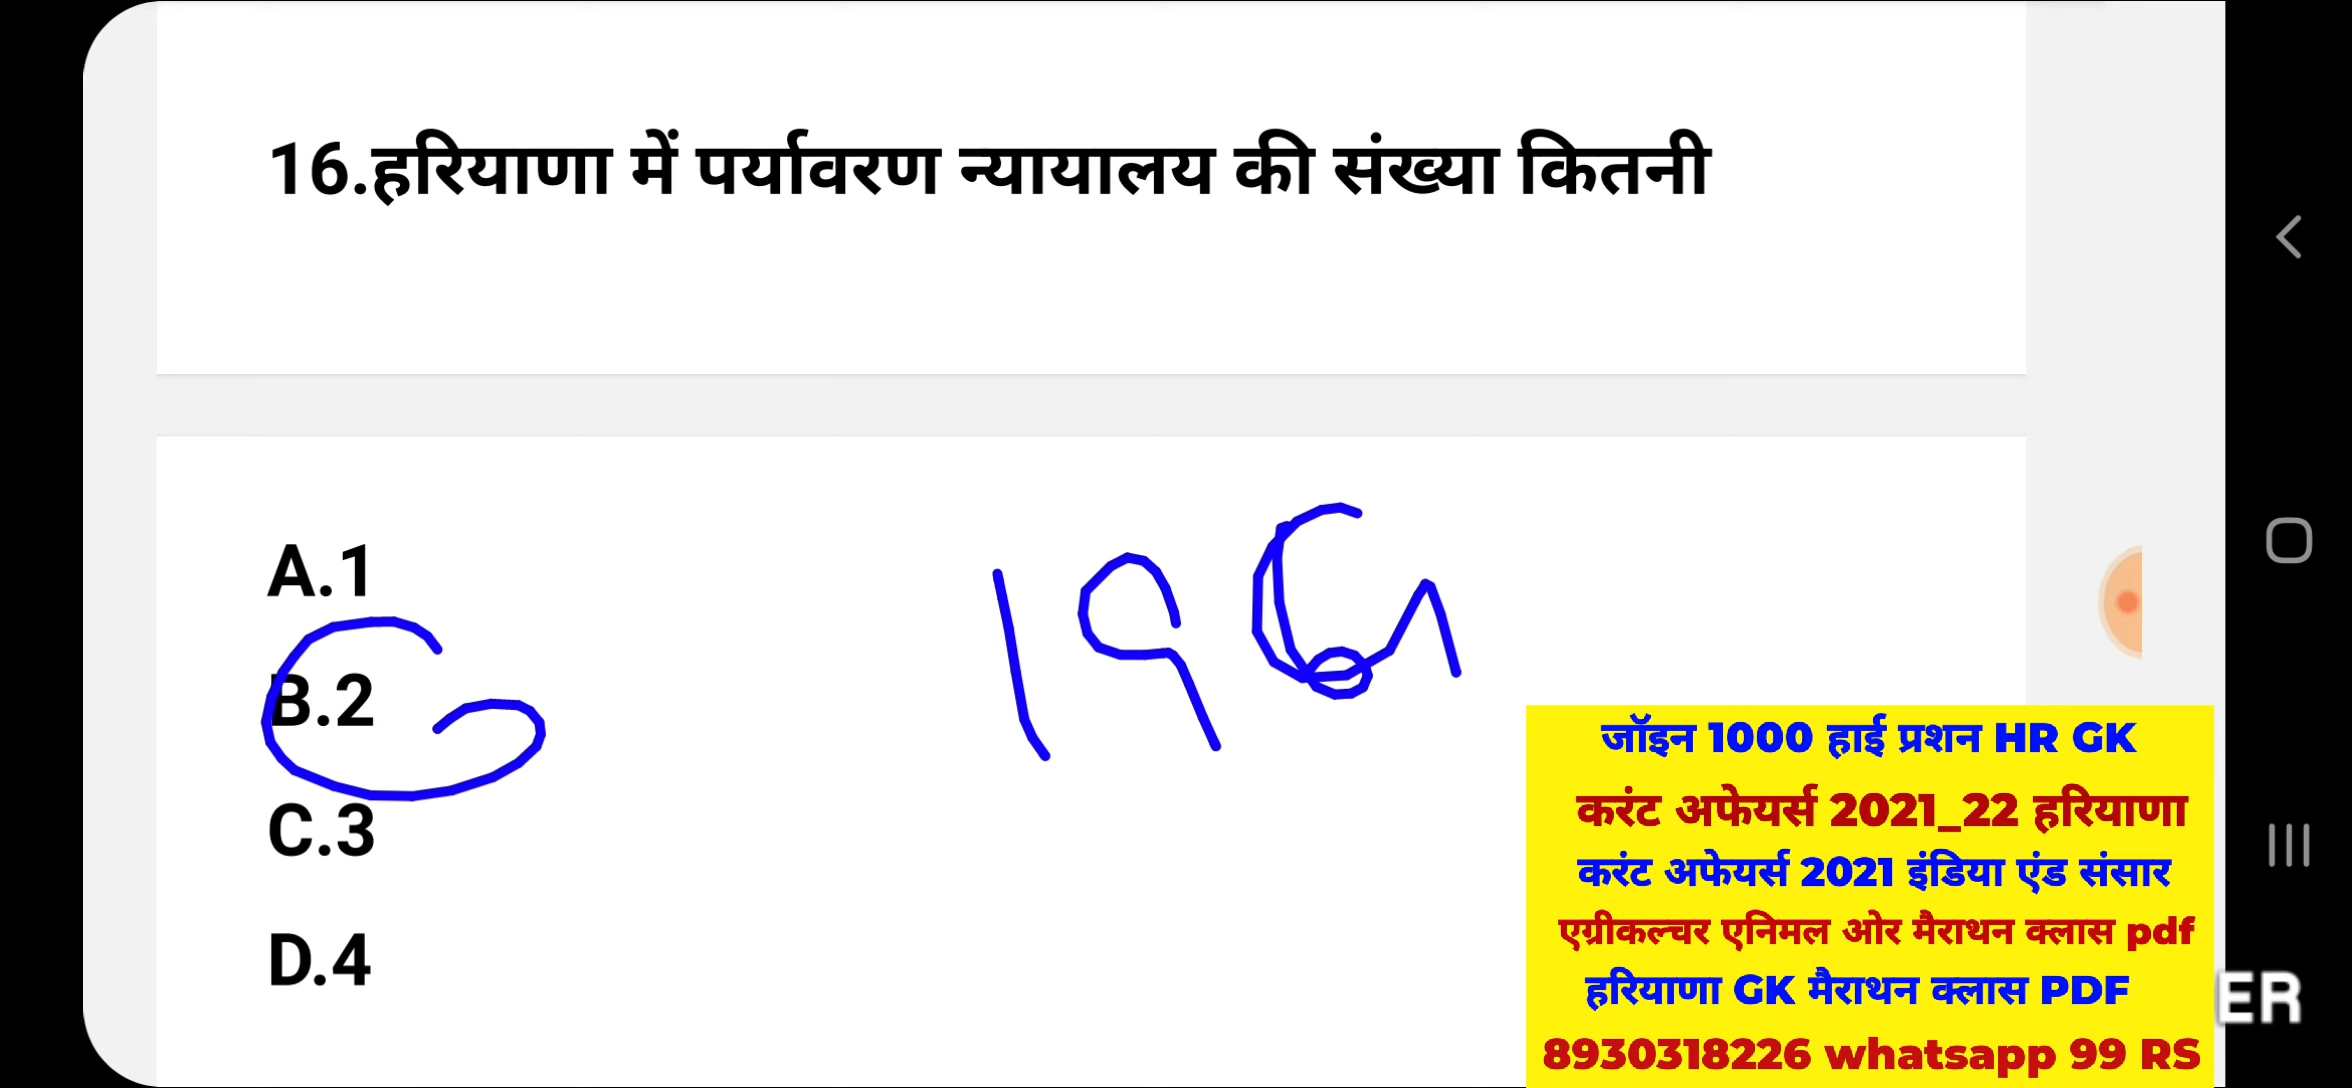 16.हरियाणा में पर्यावरण न्यायालय की संख्या कितनी
A.1
B.2
C.3
D.4
जॉइन 1000 हाई प्रशन HR GK
करंट अफेयर्स 2021_22 हरियाणा
करंट अफेयर्स 2021 इंडिया एंड संसार
एग्रीकल्चर एनिमल ओर मैराथन क्लास pdf
हरियाणा GK मैराथन क्लास PDF
8930318226 whatsapp 99 RS
ER